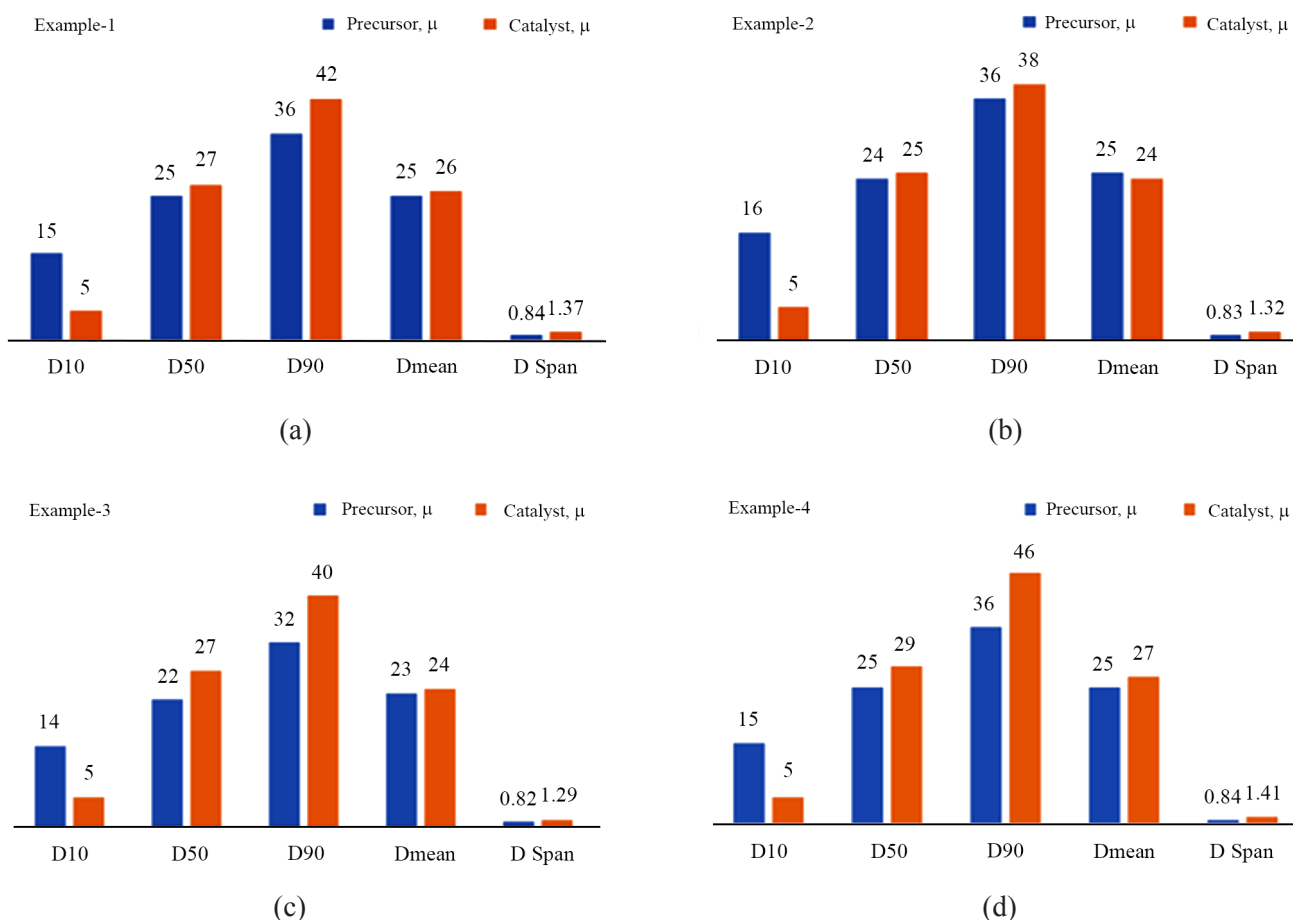 Example-1 Precursor, μ Catalyst, μ
42
36
25 27 25 26
15
5
0.84 1.37
D10 D50 D90 Dmean D Span
(a)
Example-2 Precursor, μ Catalyst, μ
36 38
24 25 25 24
16
5
0.83 1.32
D10 D50 D90 Dmean D Span
(b)
Example-3 Precursor, μ Catalyst, μ
40
32
22 27 23 24
14
5
0.82 1.29
D10 D50 D90 Dmean D Span
(c)
Example-4 Precursor, μ Catalyst, μ
46
36
25 29 25 27
15
5
0.84 1.41
D10 D50 D90 Dmean D Span
(d)